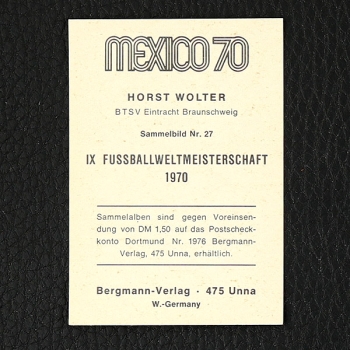 MEXICO 70
HORST WOLTER
BTSV Eintracht Braunschweig
Sammelbild Nr. 27
IX FUSSBALLWELTMEISTERSCHAFT
1970
Sammelalben sind gegen Voreinsen-
dung von DM 1,50 auf das Postscheck-
konto Dortmund Nr. 1976 Bergmann-
Verlag, 475 Unna, erhältlich.
Bergmann-Verlag · 475 Unna
W.-Germany